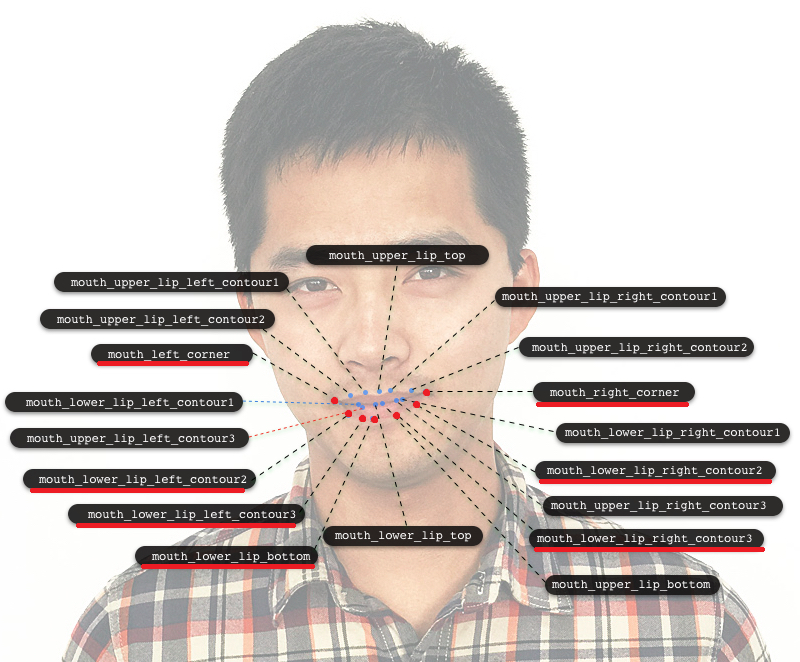 mouth_upper_lip_top
mouth_upper_lip_left_contour1
mouth_upper_lip_right_contour1
mouth_upper_lip_left_contour2
mouth_upper_lip_right_contour2
mouth_left_corner
mouth_right_corner
mouth_lower_lip_left_contour1
mouth_lower_lip_right_contour1
mouth_upper_lip_left_contour3
mouth_lower_lip_right_contour2
mouth_lower_lip_left_contour2
mouth_upper_lip_right_contour3
mouth_lower_lip_left_contour3
mouth_lower_lip_top
mouth_lower_lip_right_contour3
mouth_lower_lip_bottom
mouth_upper_lip_bottom